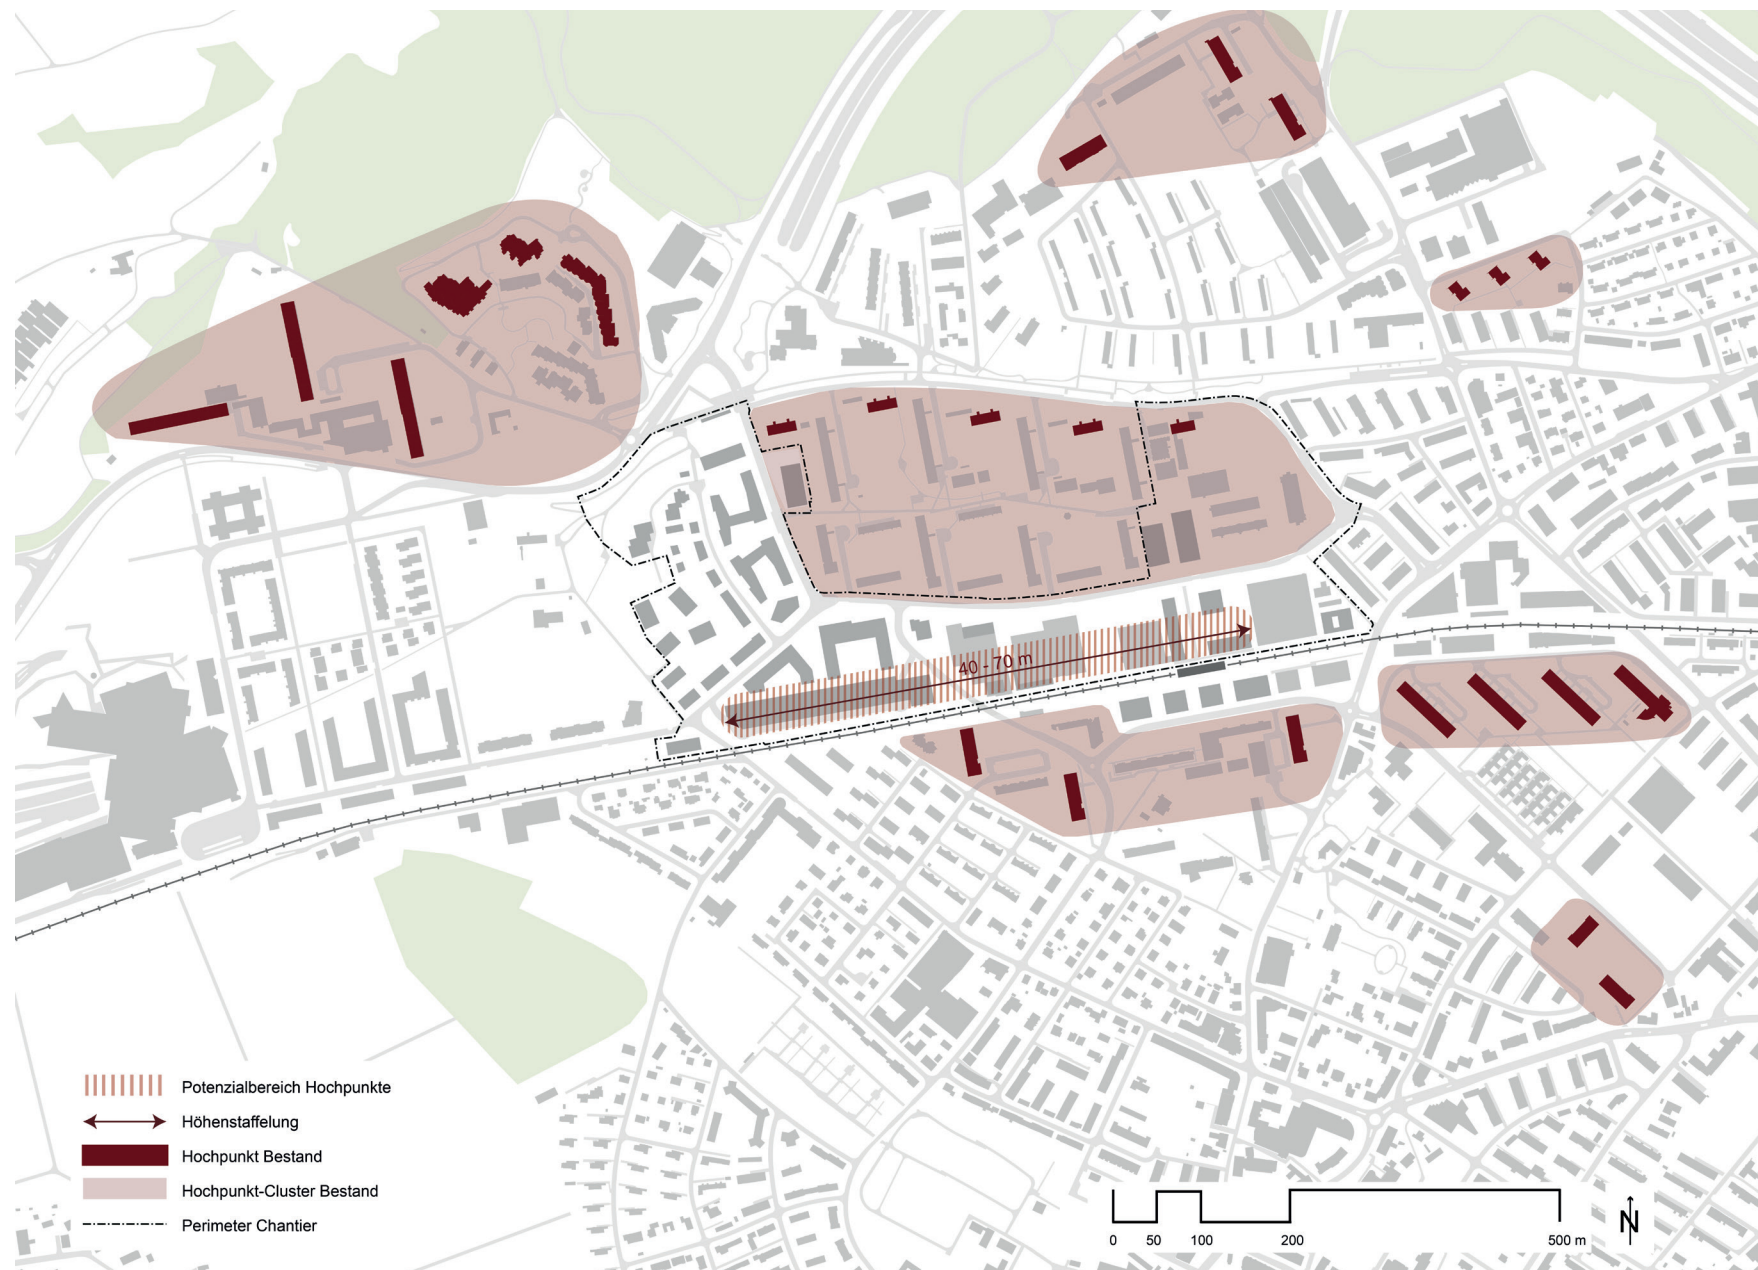 40 - 70 m
Potenzialbereich Hochpunkte
Höhenstaffelung
Hochpunkt Bestand
Hochpunkt-Cluster Bestand
Perimeter Chantier
0 50 100 200 500 m
N